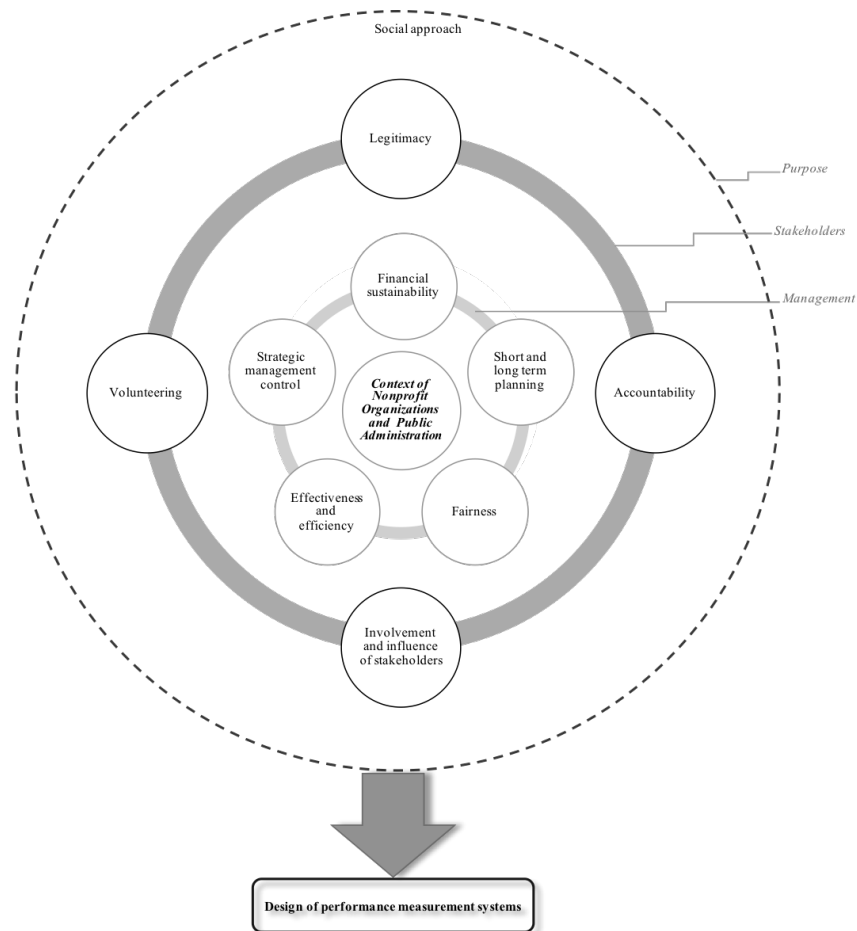 Social approach
Legitimacy
Purpose
Stakeholders
Management
Financial
sustainability
Strategic
management
control
Short and
long term
planning
Volunteering
Context of
Nonprofit
Organizations
and Public
Administration
Accountability
Effectiveness
and
efficiency
Fairness
Involvement
and influence
of stakeholders
Design of performance measurement systems